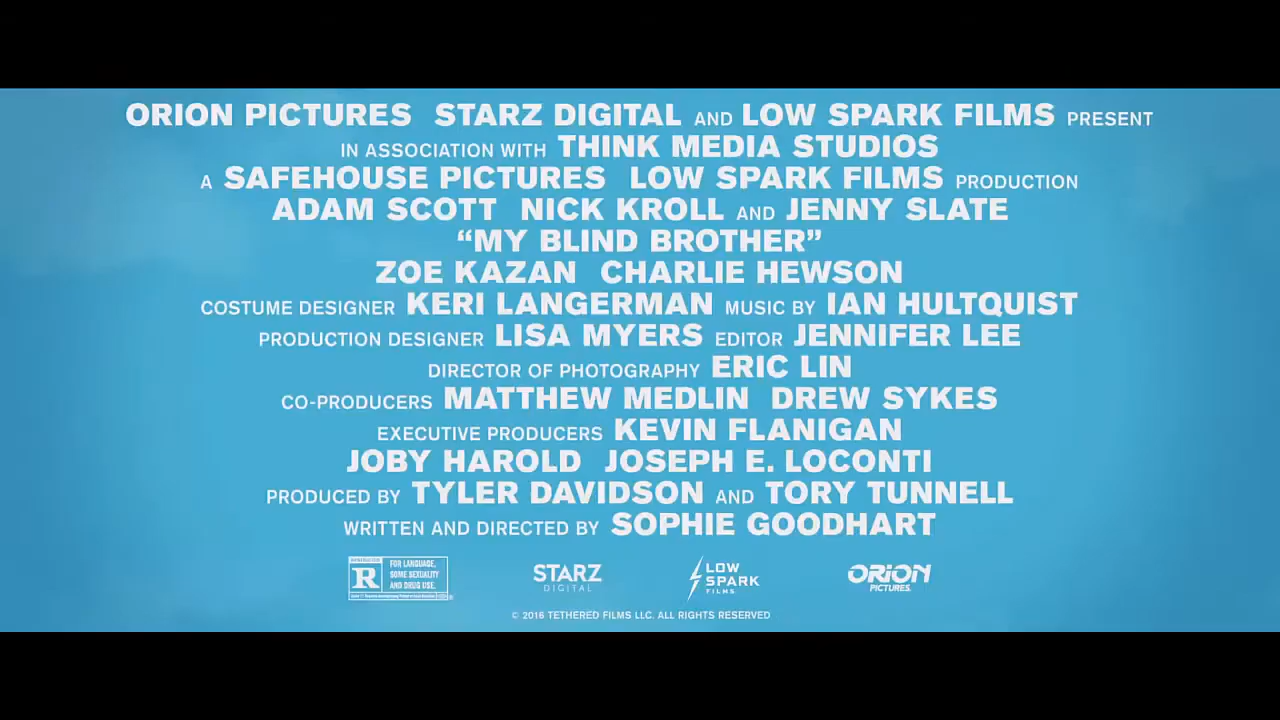 ORION PICTURES STARZ DIGITAL AND LOW SPARK FILMS PRESENT
IN ASSOCIATION WITH THINK MEDIA STUDIOS
A SAFEHOUSE PICTURES LOW SPARK FILMS PRODUCTION
ADAM SCOTT NICK KROLL AND JENNY SLATE
“MY BLIND BROTHER”
ZOE KAZAN CHARLIE HEWSON
COSTUME DESIGNER KERI LANGERMAN MUSIC BY IAN HULTQUIST
PRODUCTION DESIGNER LISA MYERS EDITOR JENNIFER LEE
DIRECTOR OF PHOTOGRAPHY ERIC LIN
CO-PRODUCERS MATTHEW MEDLIN DREW SYKES
EXECUTIVE PRODUCERS KEVIN FLANIGAN
JOBY HAROLD JOSEPH E. LOCONTI
PRODUCED BY TYLER DAVIDSON AND TORY TUNNELL
WRITTEN AND DIRECTED BY SOPHIE GOODHART
R
FOR LANGUAGE,
SOME SEXUALITY
AND DRUG USE.
STARZ
DIGITAL
LOW
SPARK
FILMS
ORION
PICTURES
© 2016 TETHERED FILMS LLC. ALL RIGHTS RESERVED